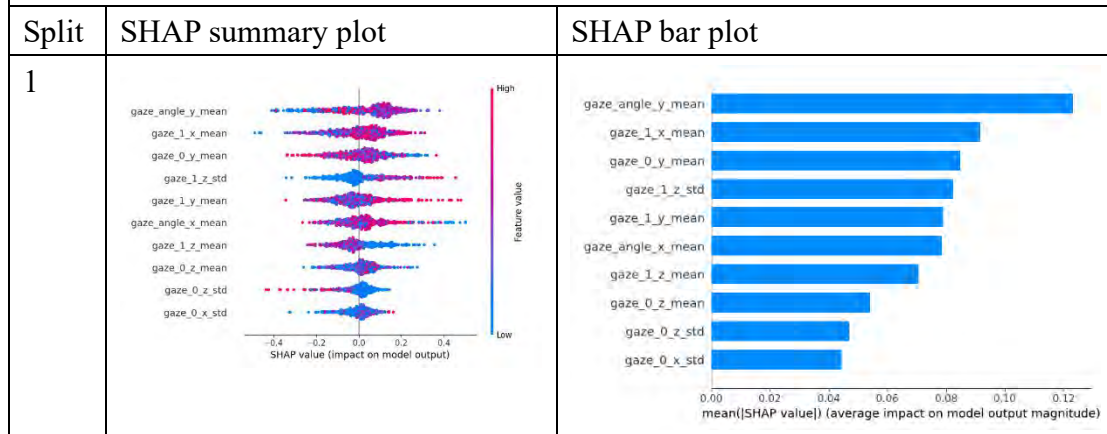 Split SHAP summary plot SHAP bar plot
1
High
gaze_angle_y_mean
gaze_1_x_mean
gaze_0_y_mean
gaze_1_z_std
gaze_1_y_mean
gaze_angle_x_mean
gaze_1_z_mean
gaze_0_z_mean
gaze_0_z_std
gaze_0_x_std
Feature value
Low
−0.4 −0.2 0.0 0.2 0.4
SHAP value (impact on model output)
gaze_angle_y_mean
gaze_1_x_mean
gaze_0_y_mean
gaze_1_z_std
gaze_1_y_mean
gaze_angle_x_mean
gaze_1_z_mean
gaze_0_z_mean
gaze_0_z_std
gaze_0_x_std
0.00 0.02 0.04 0.06 0.08 0.10 0.12
mean(|SHAP value|) (average impact on model output magnitude)